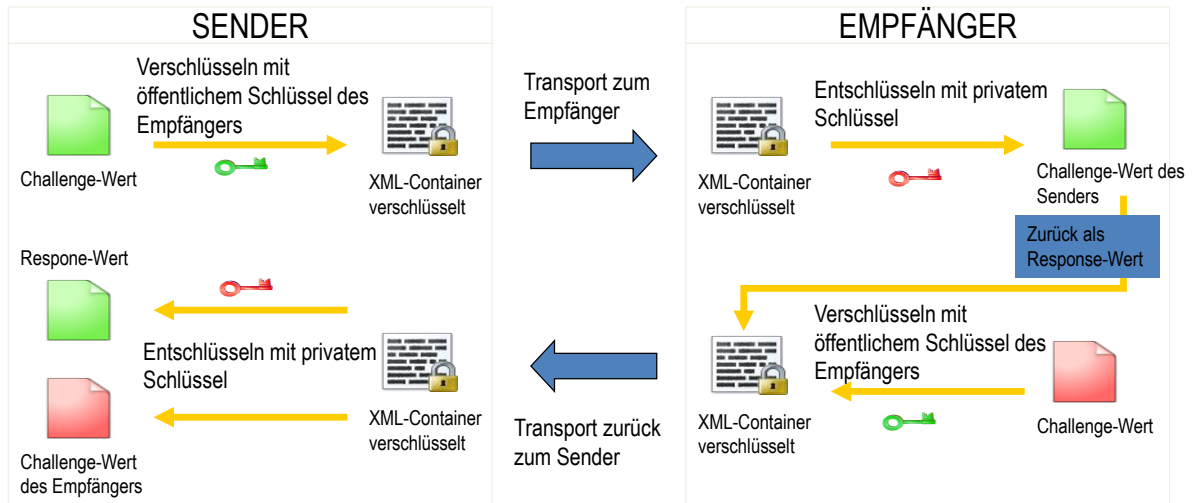 SENDER
Verschlüsseln mit
öffentlichem Schlüssel des
Empfängers
Challenge-Wert
XML-Container
verschlüsselt
Transport zum
Empfänger
EMPFÄNGER
Entschlüsseln mit privatem
Schlüssel
XML-Container
verschlüsselt
Challenge-Wert des
Senders
Zurück als
Response-Wert
Verschlüsseln mit
öffentlichem Schlüssel des
Empfängers
XML-Container
verschlüsselt
Challenge-Wert
Transport zurück
zum Sender
Respone-Wert
Entschlüsseln mit privatem
Schlüssel
XML-Container
verschlüsselt
Challenge-Wert
des Empfängers